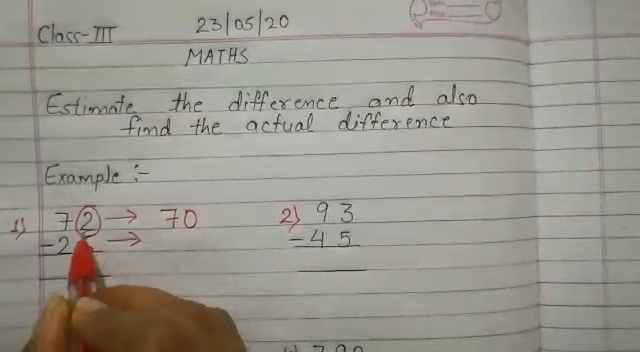 Class-III 23/05/20
MATHS
Estimate the difference and also
find the actual difference
Example :-
1) 72 → 70 2) 93
- 2 → - 45